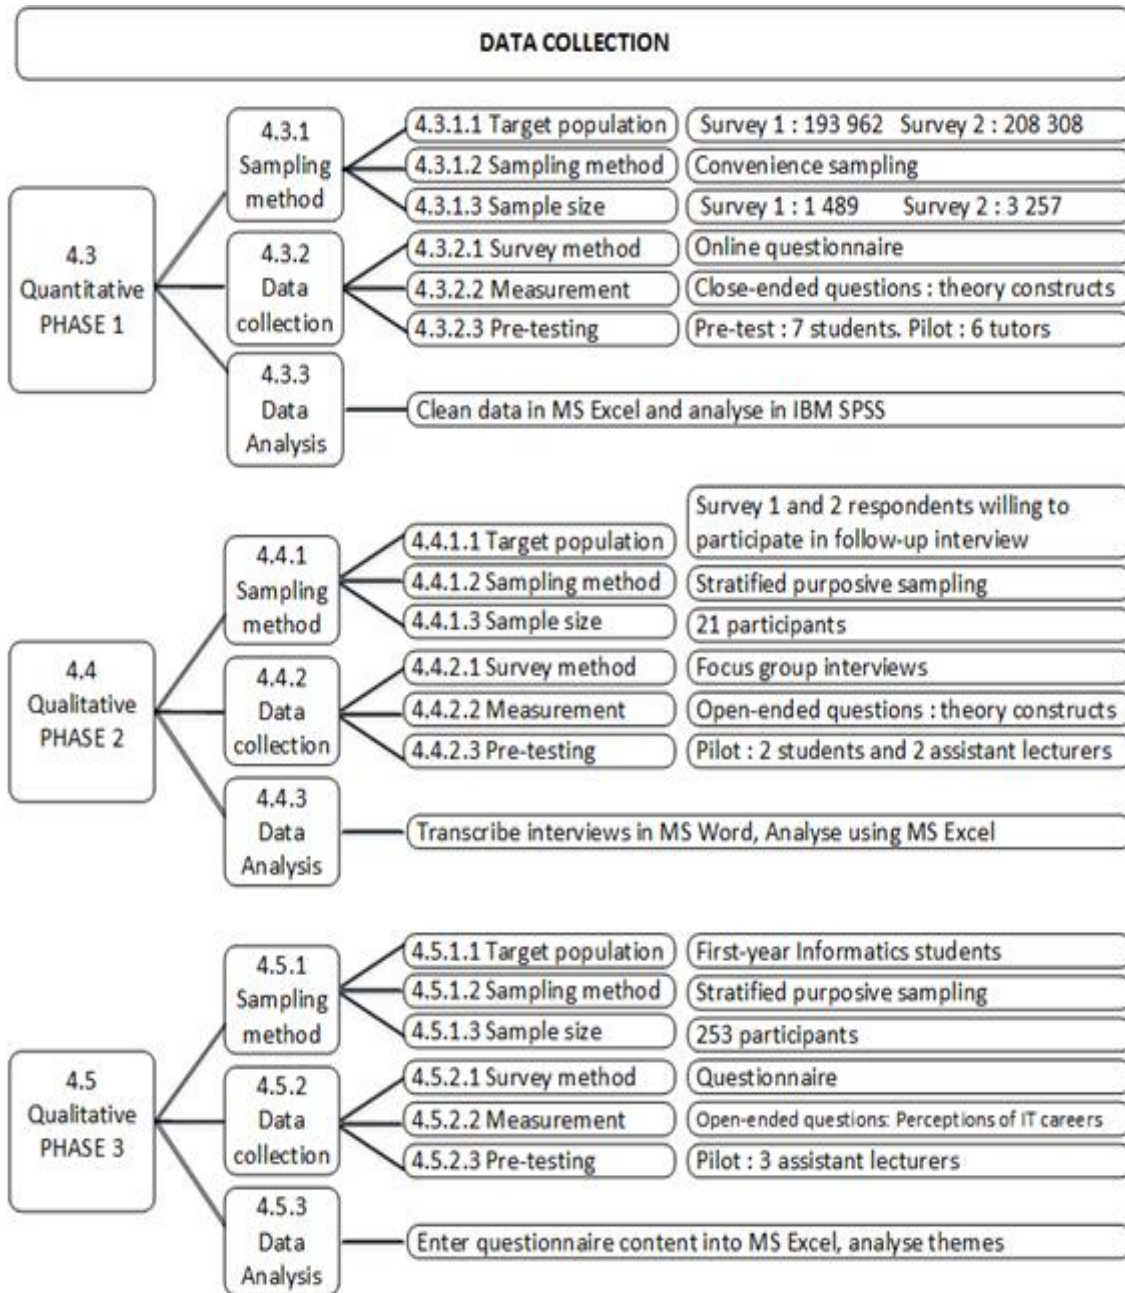 DATA COLLECTION
4.3
Quantitative
PHASE 1
4.3.1
Sampling
method
4.3.1.1 Target population
Survey 1 : 193 962 Survey 2 : 208 308
4.3.1.2 Sampling method
Convenience sampling
4.3.1.3 Sample size
Survey 1 : 1 489 Survey 2 : 3 257
4.3.2
Data
collection
4.3.2.1 Survey method
Online questionnaire
4.3.2.2 Measurement
Close-ended questions : theory constructs
4.3.2.3 Pre-testing
Pre-test : 7 students. Pilot : 6 tutors
4.3.3
Data
Analysis
Clean data in MS Excel and analyse in IBM SPSS
4.4
Qualitative
PHASE 2
4.4.1
Sampling
method
4.4.1.1 Target population
Survey 1 and 2 respondents willing to
participate in follow-up interview
4.4.1.2 Sampling method
Stratified purposive sampling
4.4.1.3 Sample size
21 participants
4.4.2
Data
collection
4.4.2.1 Survey method
Focus group interviews
4.4.2.2 Measurement
Open-ended questions : theory constructs
4.4.2.3 Pre-testing
Pilot : 2 students and 2 assistant lecturers
4.4.3
Data
Analysis
Transcribe interviews in MS Word, Analyse using MS Excel
4.5
Qualitative
PHASE 3
4.5.1
Sampling
method
4.5.1.1 Target population
First-year Informatics students
4.5.1.2 Sampling method
Stratified purposive sampling
4.5.1.3 Sample size
253 participants
4.5.2
Data
collection
4.5.2.1 Survey method
Questionnaire
4.5.2.2 Measurement
Open-ended questions: Perceptions of IT careers
4.5.2.3 Pre-testing
Pilot : 3 assistant lecturers
4.5.3
Data
Analysis
Enter questionnaire content into MS Excel, analyse themes